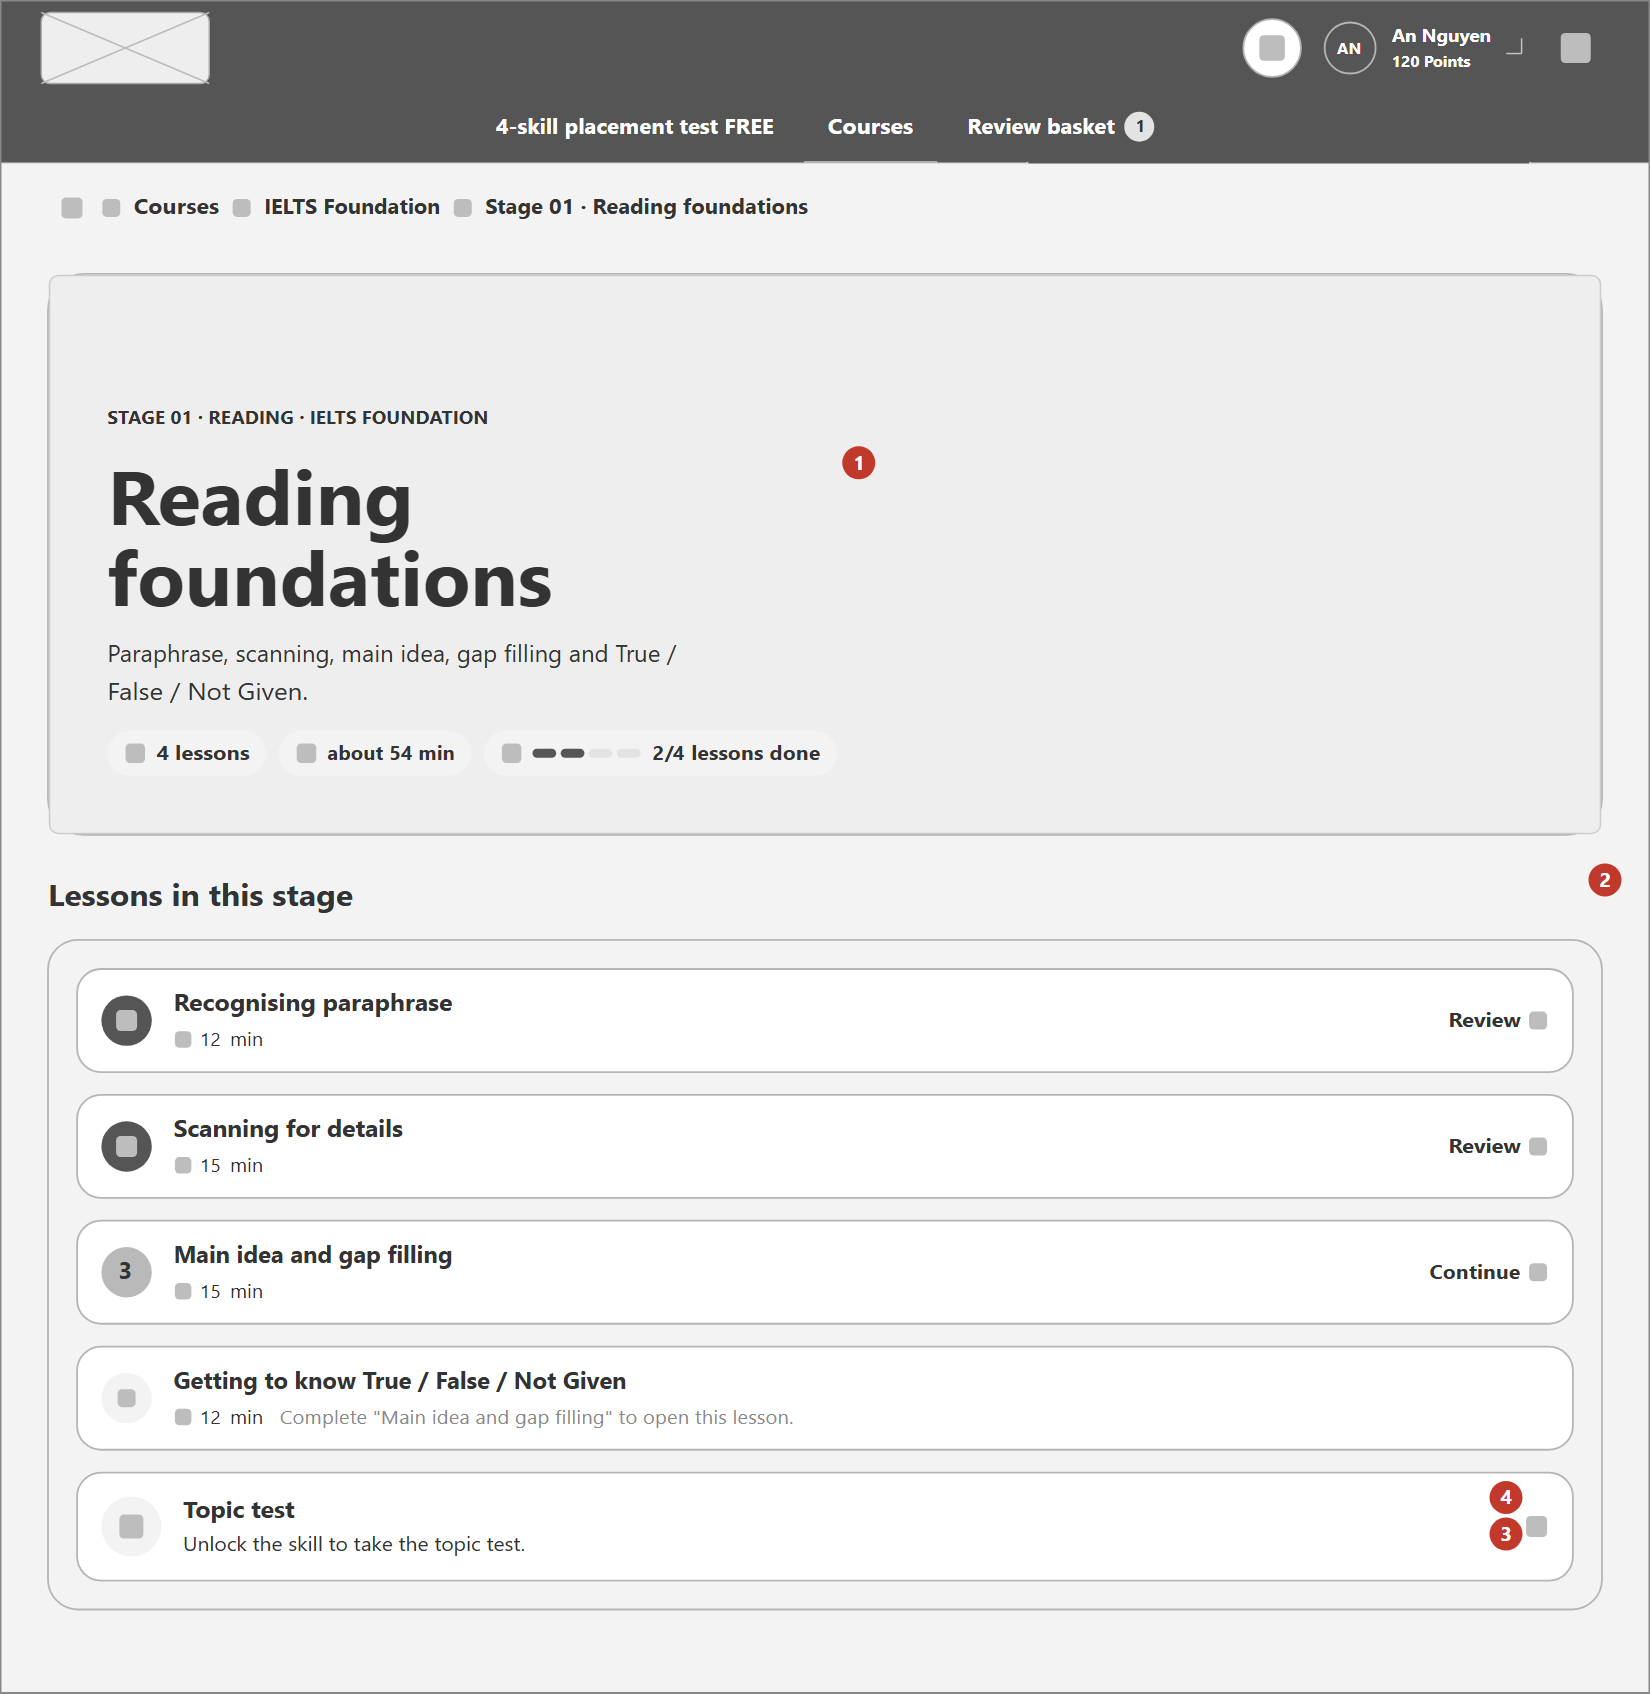 AN
An Nguyen
120 Points
4-skill placement test FREE
Courses
Review basket 1
Courses
IELTS Foundation
Stage 01 · Reading foundations
STAGE 01 · READING · IELTS FOUNDATION
1
Reading
foundations
Paraphrase, scanning, main idea, gap filling and True /
False / Not Given.
4 lessons
about 54 min
2/4 lessons done
2
Lessons in this stage
Recognising paraphrase
12 min
Review
Scanning for details
15 min
Review
3
Main idea and gap filling
15 min
Continue
Getting to know True / False / Not Given
12 min Complete "Main idea and gap filling" to open this lesson.
4
Topic test
3
Unlock the skill to take the topic test.